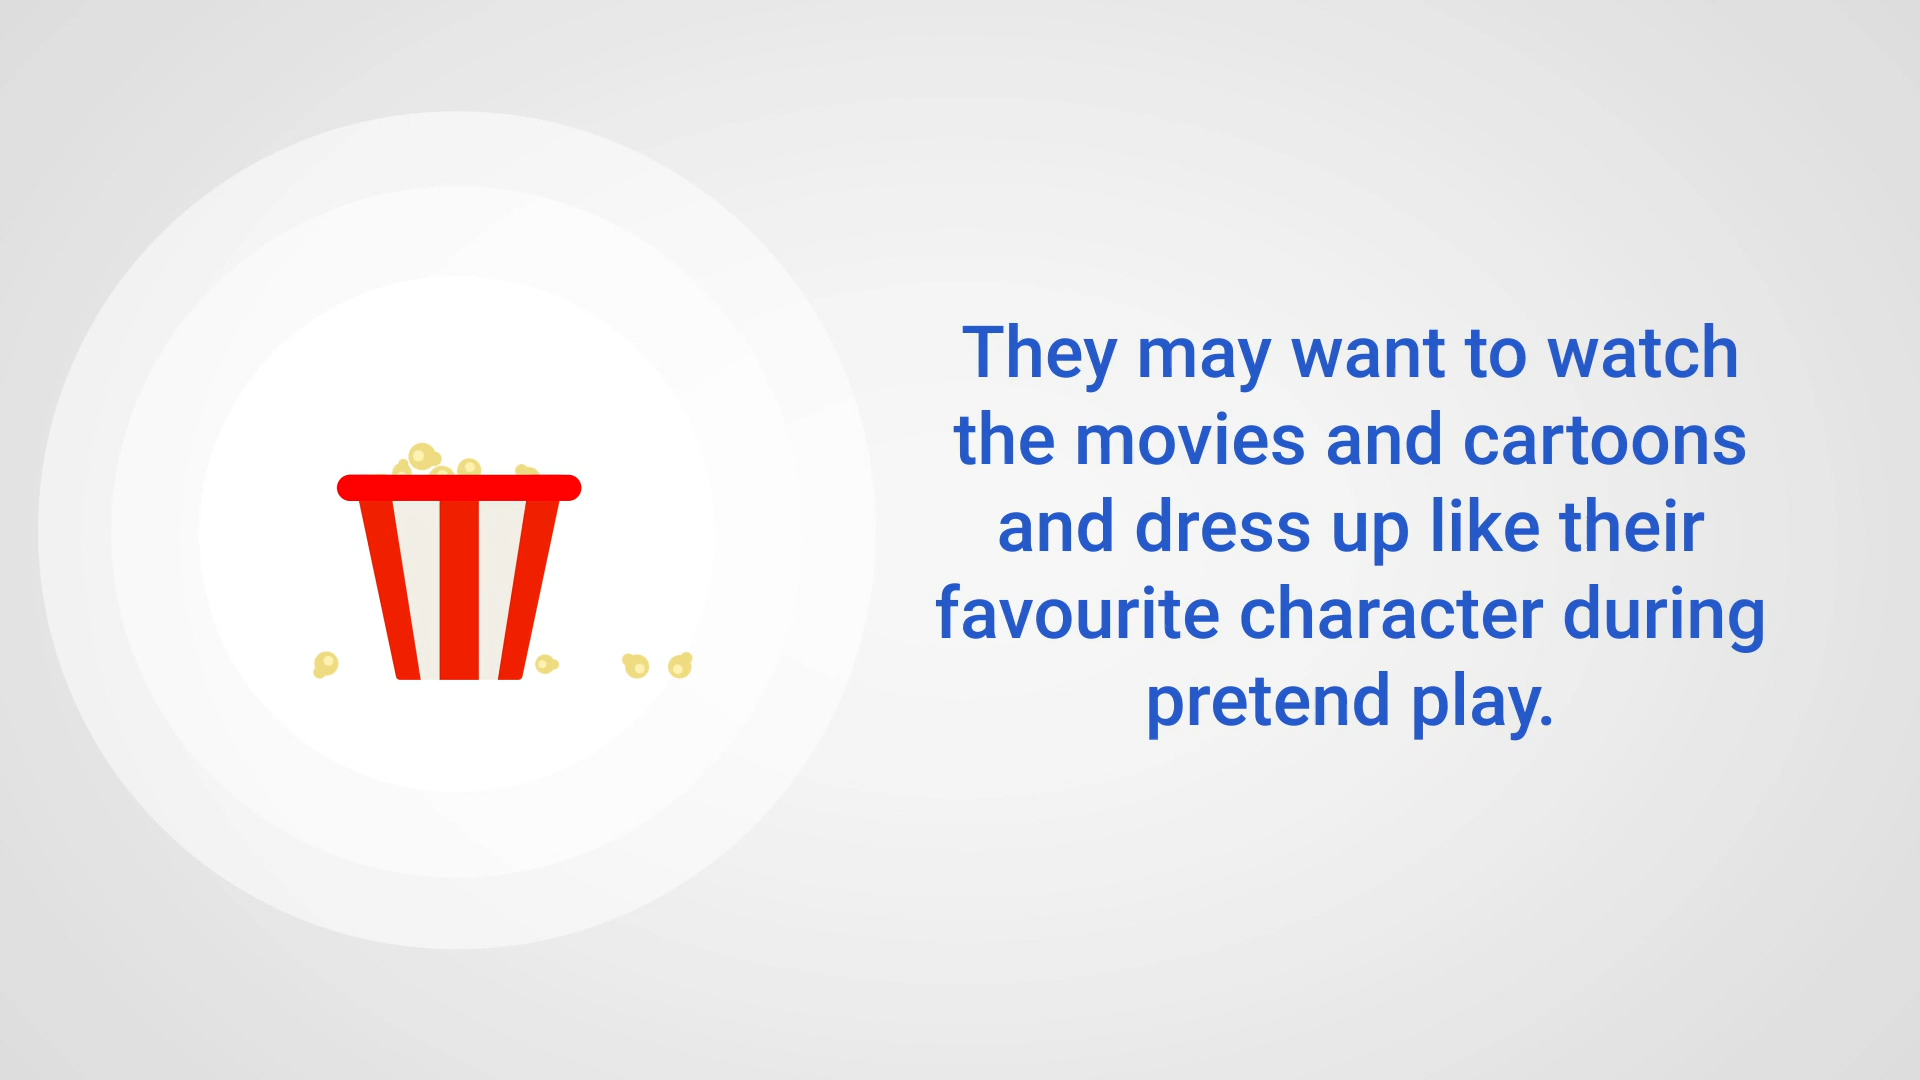 They may want to watch
the movies and cartoons
and dress up like their
favourite character during
pretend play.